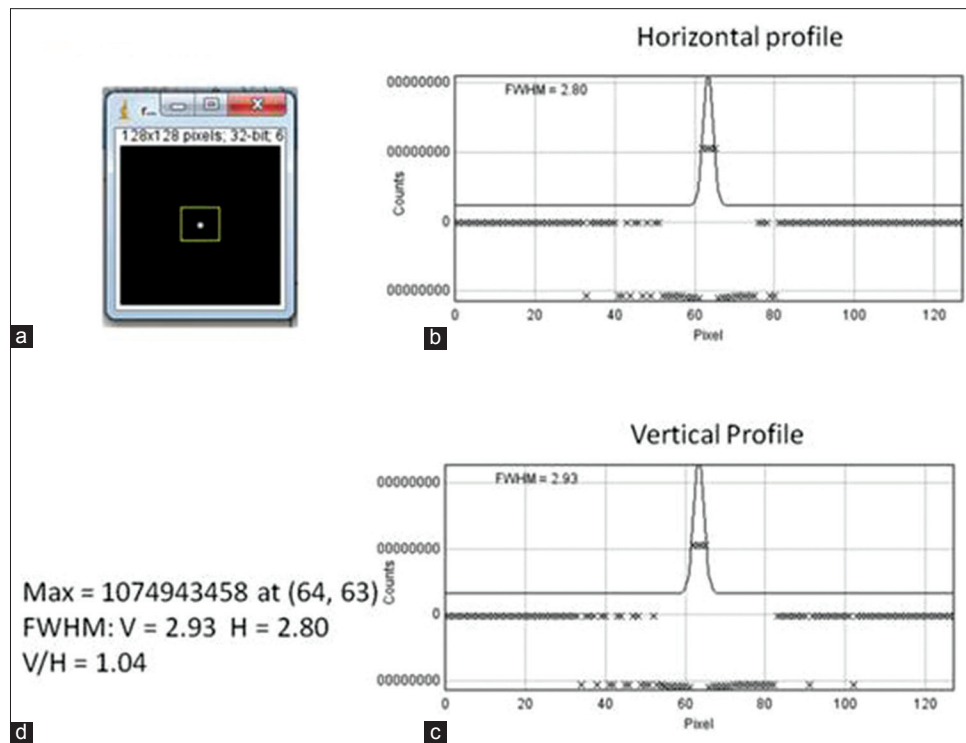 r...
128x128 pixels; 32-bit; 6
a
Horizontal profile
FWHM = 2.80
00000000
00000000
0
00000000
Counts
0 20 40 60 80 100 120
Pixel
b
Vertical Profile
FWHM = 2.93
00000000
00000000
0
00000000
Counts
0 20 40 60 80 100 120
Pixel
c
Max = 1074943458 at (64, 63)
FWHM: V = 2.93 H = 2.80
V/H = 1.04
d